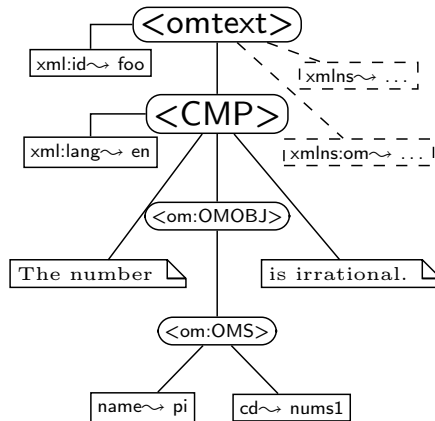 <omtext>
xml:id↝ foo
xmlns↝ ...
<CMP>
xml:lang↝ en
xmlns:om↝ ...
<om:OMOBJ>
The number
is irrational.
<om:OMS>
name↝ pi
cd↝ nums1